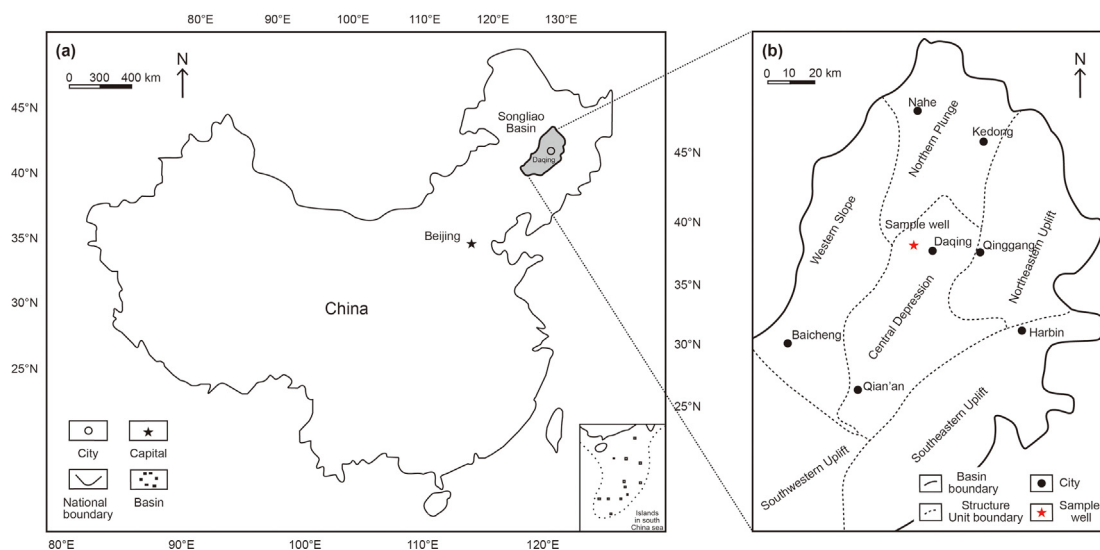 80°E 90°E 100°E 110°E 120°E 130°E
(a)
0 300 400 km
N
45°N
40°N
35°N
30°N
25°N
Songliao
Basin
Daqing
Beijing
China
45°N
40°N
35°N
30°N
25°N
City
Capital
National
boundary
Basin
Islands
in south
China sea
80°E 90°E 100°E 110°E 120°E
(b)
0 10 20 km
N
Nahe
Kedong
Northern Plunge
Western Slope
Sample well
Daqing
Qinggang
Northeastern Uplift
Central Depression
Baicheng
Harbin
Qian'an
Southeastern Uplift
Southwestern Uplift
Basin
boundary
City
Structure
Unit boundary
Sample
well